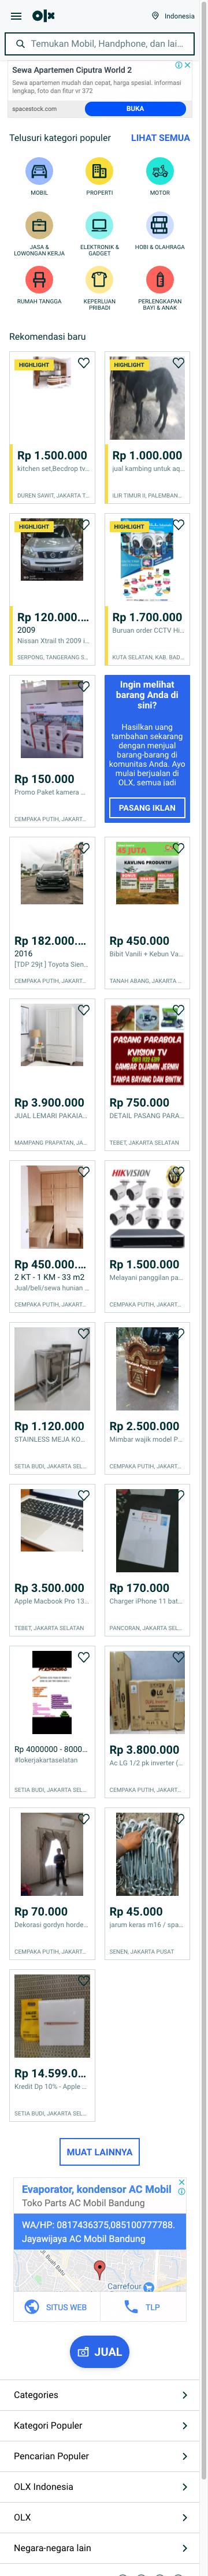 olx
Indonesia
Temukan Mobil, Handphone, dan lai...
Sewa Apartemen Ciputra World 2
Sewa apartemen mudah dan cepat, harga spesial. informasi
lengkap, foto dan fitur vr 372
spacestock.com
BUKA
Telusuri kategori populer
LIHAT SEMUA
MOBIL
PROPERTI
MOTOR
JASA &
LOWONGAN KERJA
ELEKTRONIK &
GADGET
HOBI & OLAHRAGA
RUMAH TANGGA
KEPERLUAN
PRIBADI
PERLENGKAPAN
BAYI & ANAK
Rekomendasi baru
HIGHLIGHT
Rp 1.500.000
kitchen set,Becdrop tv...
DUREN SAWIT, JAKARTA T...
HIGHLIGHT
Rp 1.000.000
jual kambing untuk aq...
ILIR TIMUR II, PALEMBAN...
HIGHLIGHT
Rp 120.000....
2009
Nissan Xtrail th 2009 i...
SERPONG, TANGERANG S...
HIGHLIGHT
Rp 1.700.000
Buruan order CCTV Hi...
KUTA SELATAN, KAB. BAD...
Rp 150.000
Promo Paket kamera ...
CEMPAKA PUTIH, JAKART...
Ingin melihat
barang Anda di
sini?
Hasilkan uang
tambahan sekarang
dengan menjual
barang-barang di
komunitas Anda. Ayo
mulai berjualan di
OLX, semua jadi
PASANG IKLAN
Rp 182.000....
2016
[TDP 29jt ] Toyota Sien...
CEMPAKA PUTIH, JAKART...
45 JUTA
KAVLING PRODUKTIF
Rp 450.000
Bibit Vanili + Kebun Va...
TANAH ABANG, JAKARTA ...
Rp 3.900.000
JUAL LEMARI PAKAIA...
MAMPANG PRAPATAN, JA...
PASANG PARABOLA
KVISION TV
GAMBAR DIJAMIN JERNIH
TANPA BAYANG DAN BINTIK
Rp 750.000
DETAIL PASANG PARA...
TEBET, JAKARTA SELATAN
Rp 450.000....
2 KT - 1 KM - 33 m2
Jual/beli/sewa hunian ...
CEMPAKA PUTIH, JAKART...
HIKVISION
Rp 1.500.000
Melayani panggilan pa...
CEMPAKA PUTIH, JAKART...
Rp 1.120.000
STAINLESS MEJA KO...
SETIA BUDI, JAKARTA SEL...
Rp 2.500.000
Mimbar wajik model P...
CEMPAKA PUTIH, JAKART...
Rp 3.500.000
Apple Macbook Pro 13...
TEBET, JAKARTA SELATAN
Rp 170.000
Charger iPhone 11 bat...
PANCORAN, JAKARTA SEL...
Rp 4000000 - 8000...
#lokerjakartaselatan
SETIA BUDI, JAKARTA SEL...
LG
Rp 3.800.000
Ac LG 1/2 pk inverter (...
CEMPAKA PUTIH, JAKART...
Rp 70.000
Dekorasi gordyn horde...
CEMPAKA PUTIH, JAKART...
Rp 45.000
jarum keras m16 / spa...
SENEN, JAKARTA PUSAT
Rp 14.599.0...
Kredit Dp 10% - Apple ...
SETIA BUDI, JAKARTA SEL...
MUAT LAINNYA
Evaporator, kondensor AC Mobil
Toko Parts AC Mobil Bandung
WA/HP: 0817436375,085100777788.
Jayawijaya AC Mobil Bandung
Jl. Buah Batu
Carrefour
SITUS WEB
TLP
JUAL
Categories
Kategori Populer
Pencarian Populer
OLX Indonesia
OLX
Negara-negara lain